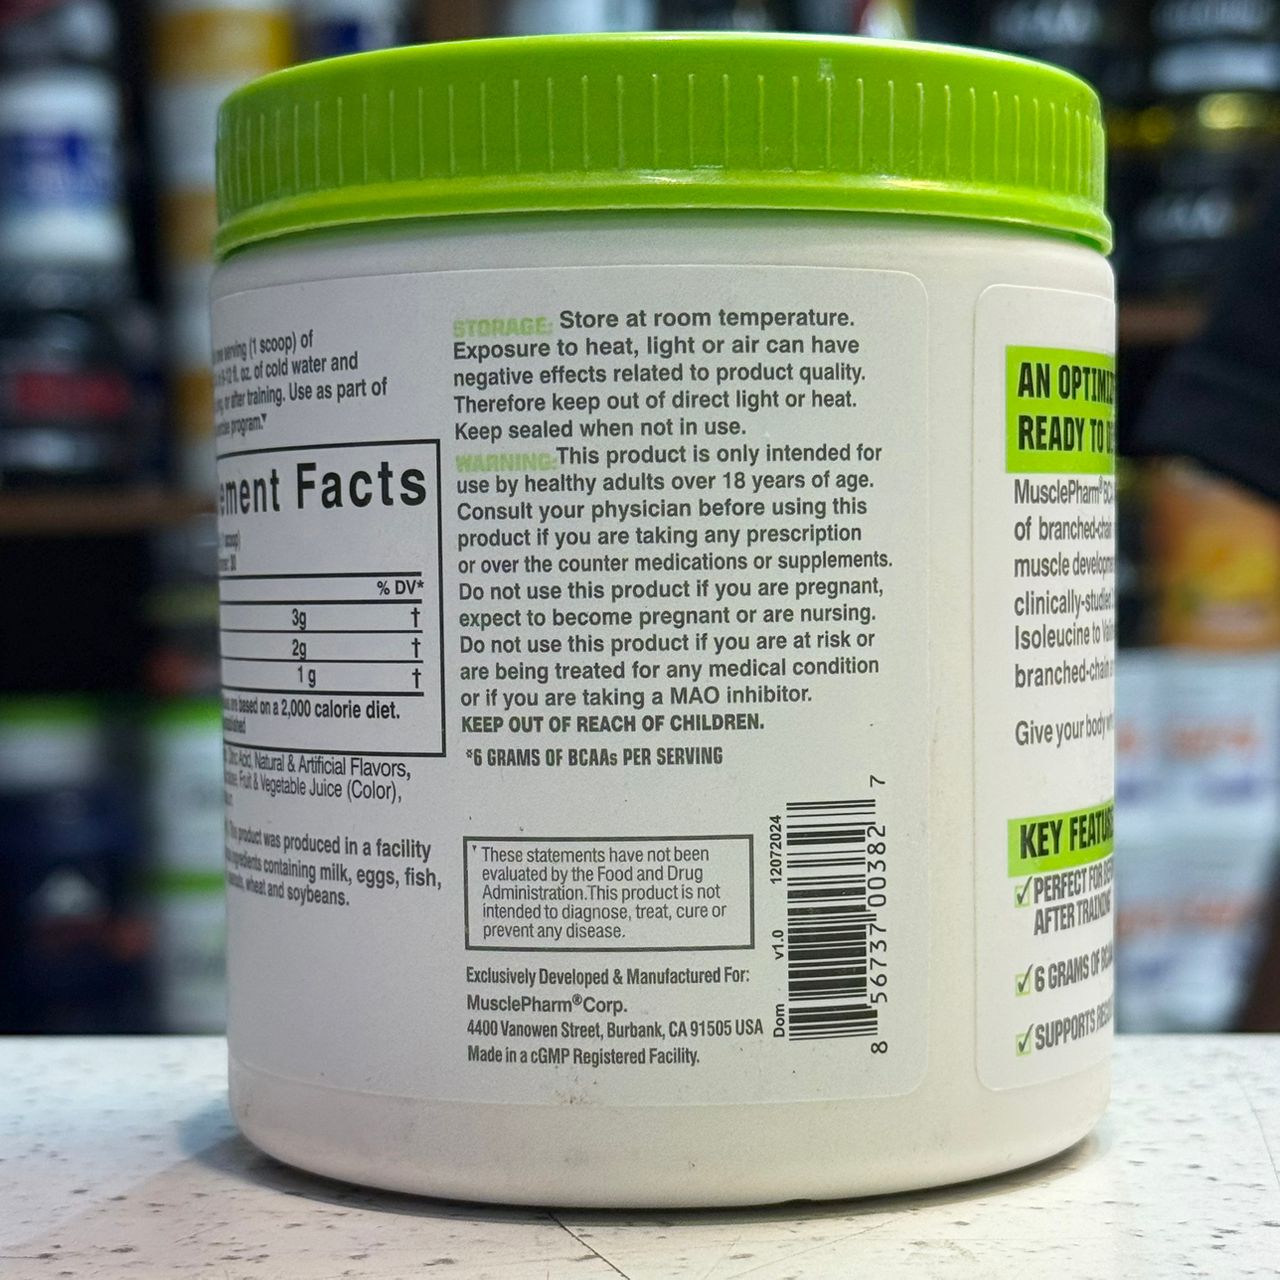 serving (1 scoop) of
oz. of cold water and
or after training. Use as part of
program.▼
ement Facts
scoop)
30
% DV*
3g †
2g †
1 g †
based on a 2,000 calorie diet.
Citric Acid, Natural & Artificial Flavors,
Fruit & Vegetable Juice (Color),
This product was produced in a facility
ingredients containing milk, eggs, fish,
wheat and soybeans.
STORAGE: Store at room temperature.
Exposure to heat, light or air can have
negative effects related to product quality.
Therefore keep out of direct light or heat.
Keep sealed when not in use.
WARNING: This product is only intended for
use by healthy adults over 18 years of age.
Consult your physician before using this
product if you are taking any prescription
or over the counter medications or supplements.
Do not use this product if you are pregnant,
expect to become pregnant or are nursing.
Do not use this product if you are at risk or
are being treated for any medical condition
or if you are taking a MAO inhibitor.
KEEP OUT OF REACH OF CHILDREN.
*6 GRAMS OF BCAAs PER SERVING
▼ These statements have not been
evaluated by the Food and Drug
Administration.This product is not
intended to diagnose, treat, cure or
prevent any disease.
Exclusively Developed & Manufactured For:
MusclePharm® Corp.
4400 Vanowen Street, Burbank, CA 91505 USA
Made in a cGMP Registered Facility.
Dom v1.0 12072024
8 56737 00382 7
AN OPTIMIZ
READY TO
MusclePharm® BCA
of branched-chain
muscle developme
clinically-studied
Isoleucine to Valin
branched-chain
Give your body
KEY FEATURE
PERFECT FOR
AFTER TRAINING
6 GRAMS OF BCAA
SUPPORTS